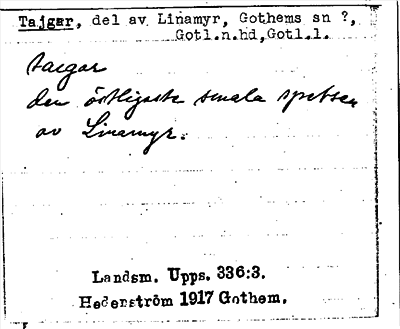 Tajgar, del av Linamyr, Gothems sn ?,
Gotl.n.hd,Gotl.l.
taigar
den östligaste smala spetsen
av Linamyr.
Landsm. Upps. 336:3.
Hederström 1917 Gothem.